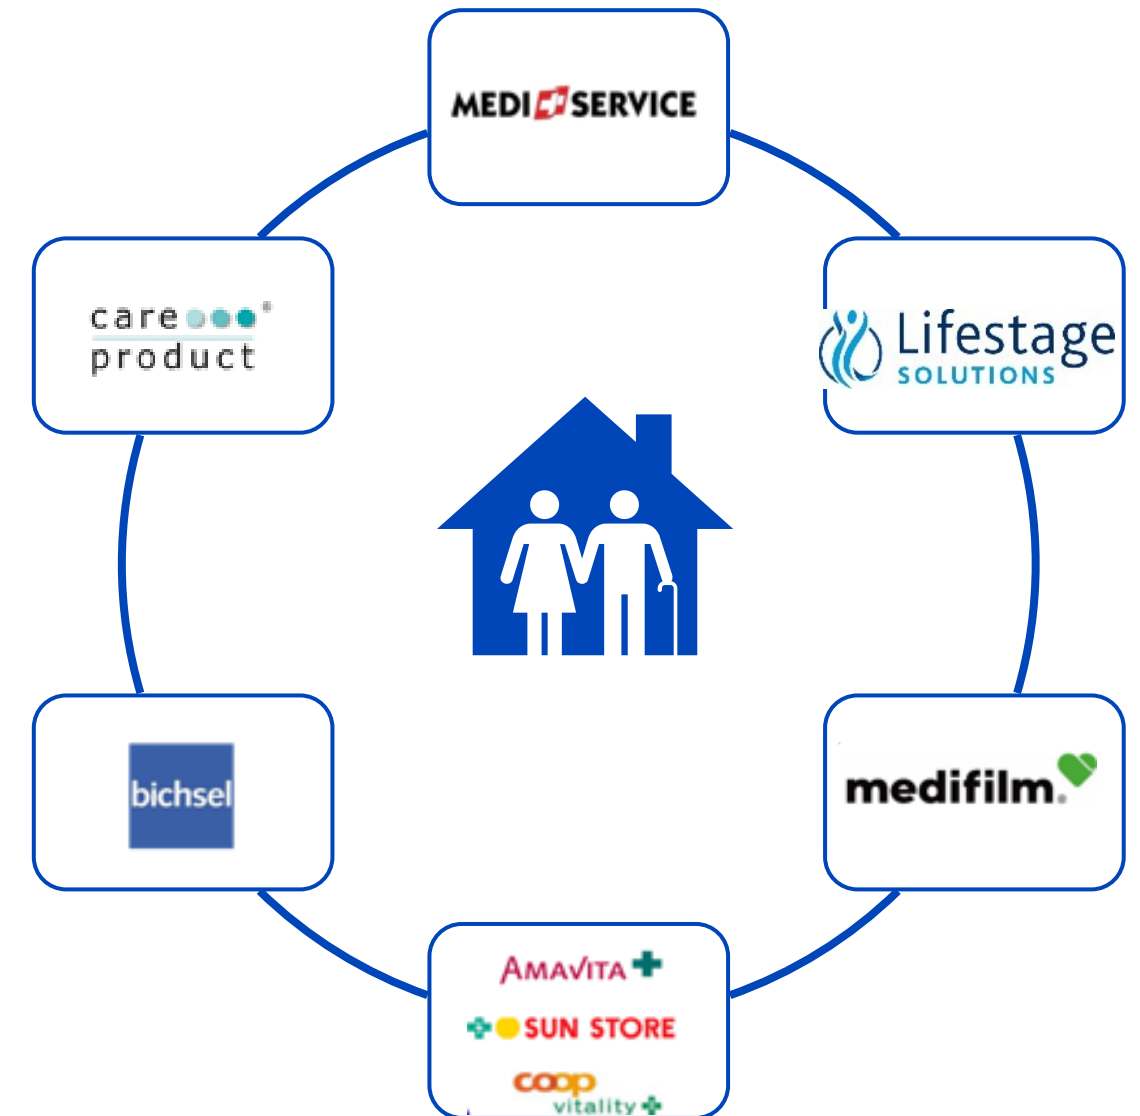 MEDI SERVICE
care
product
Lifestage
SOLUTIONS
bichsel
medifilm.
AMAVITA
SUN STORE
coop
vitality